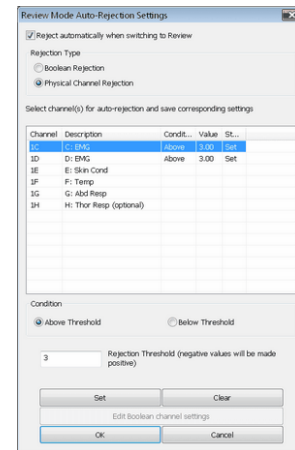 Review Mode Auto-Rejection Settings
Reject automatically when switching to Review
Rejection Type
Boolean Rejection
Physical Channel Rejection
Select channel(s) for auto-rejection and save corresponding settings
Channel Description Condit... Value St...
1C C: EMG Above 3.00 Set
1D D: EMG Above 3.00 Set
1E E: Skin Cond
1F F: Temp
1G G: Abd Resp
1H H: Thor Resp (optional)
Condition
Above Threshold Below Threshold
3 Rejection Threshold (negative values will be made
positive)
Set Clear
Edit Boolean channel settings
OK Cancel